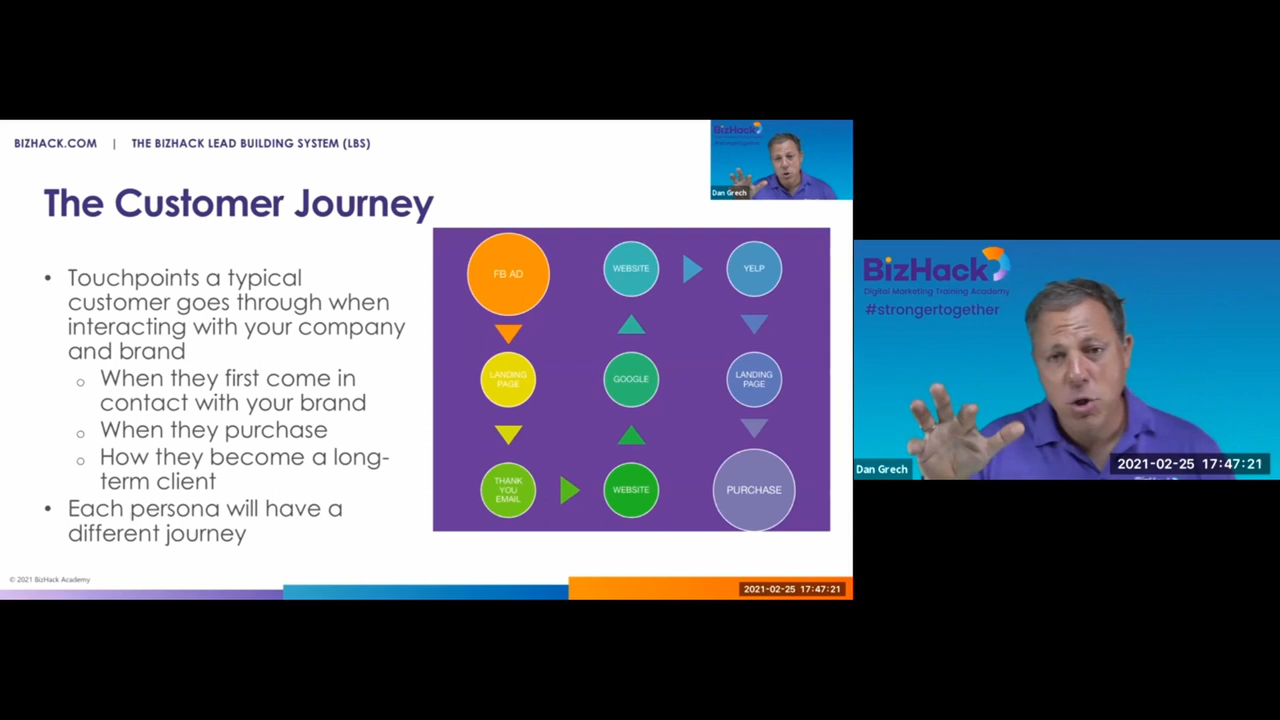 BIZHACK.COM | THE BIZHACK LEAD BUILDING SYSTEM (LBS)
BizHack
#strongertogether
Dan Grech
The Customer Journey
• Touchpoints a typical
customer goes through when
interacting with your company
and brand
o When they first come in
contact with your brand
o When they purchase
o How they become a long-
term client
• Each persona will have a
different journey
FB AD
LANDING
PAGE
THANK
YOU
EMAIL
WEBSITE
GOOGLE
WEBSITE
YELP
LANDING
PAGE
PURCHASE
© 2021 BizHack Academy
2021-02-25 17:47:21
BizHack
Digital Marketing Training Academy
#strongertogether
Dan Grech
2021-02-25 17:47:21
BizHack